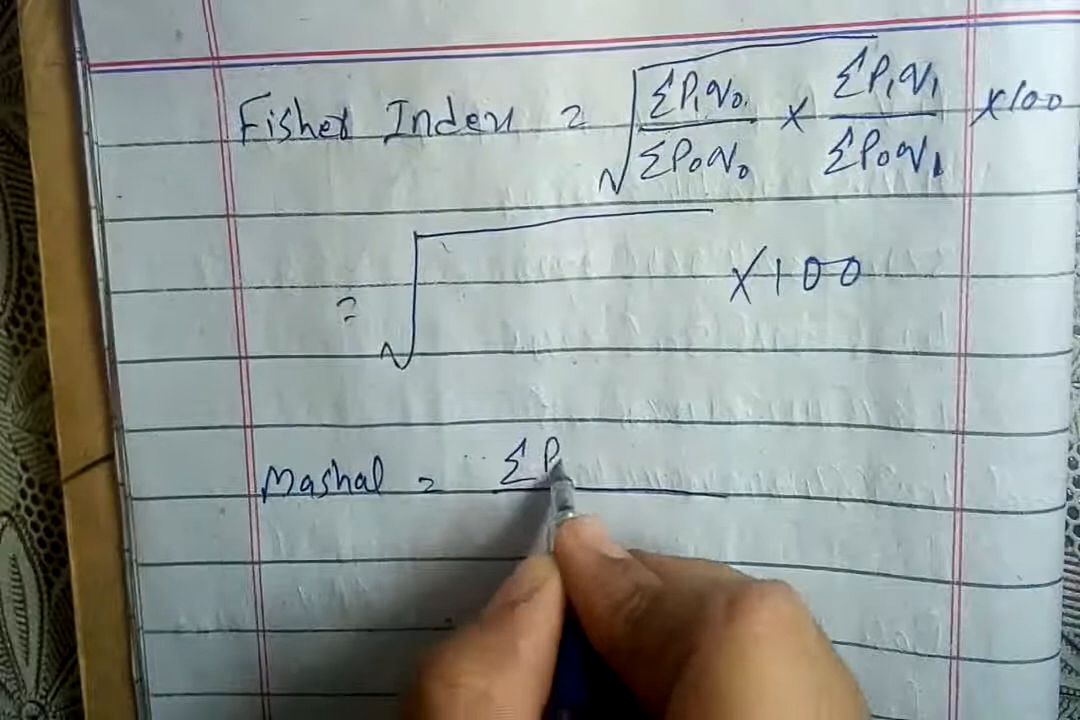 Fisher Index = √ΣP₁q₀/ΣP₀q₀ × ΣP₁q₁/ΣP₀q₁ ×100
= √ ×100
Mashal = ΣP